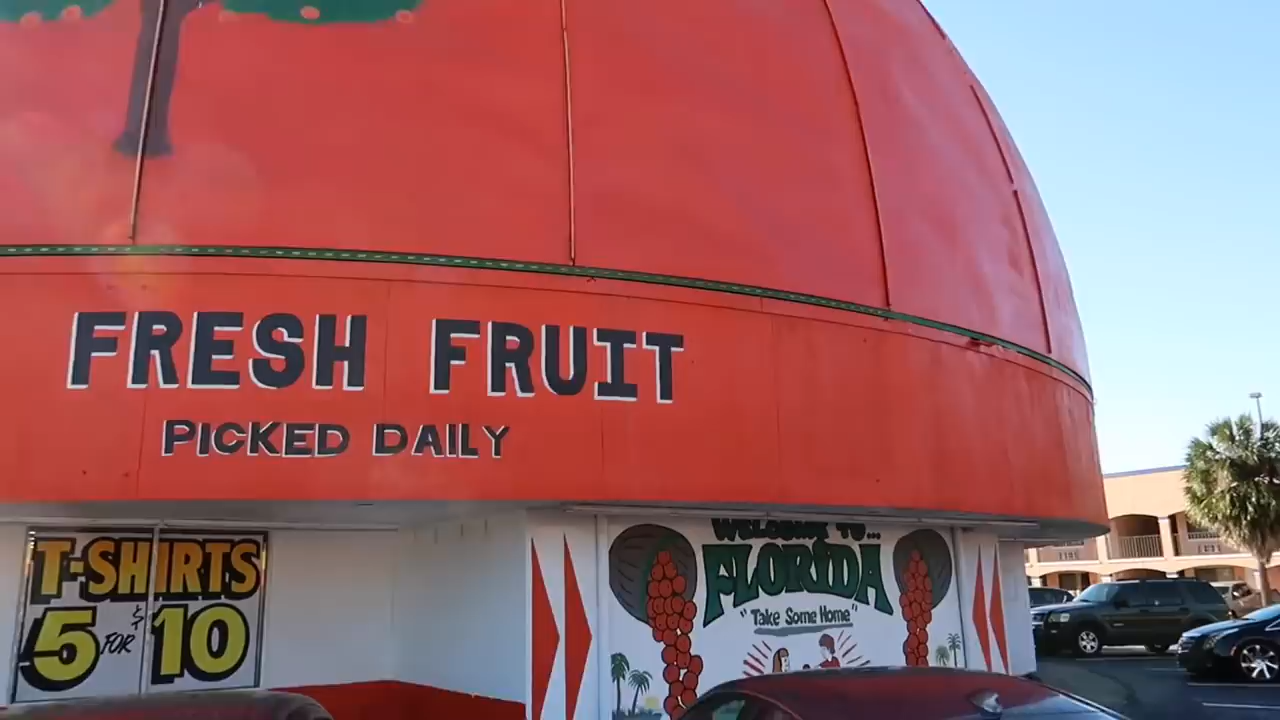 FRESH FRUIT
PICKED DAILY
T-SHIRTS
5 FOR $10
WELCOME TO...
FLORIDA
"Take Some Home"